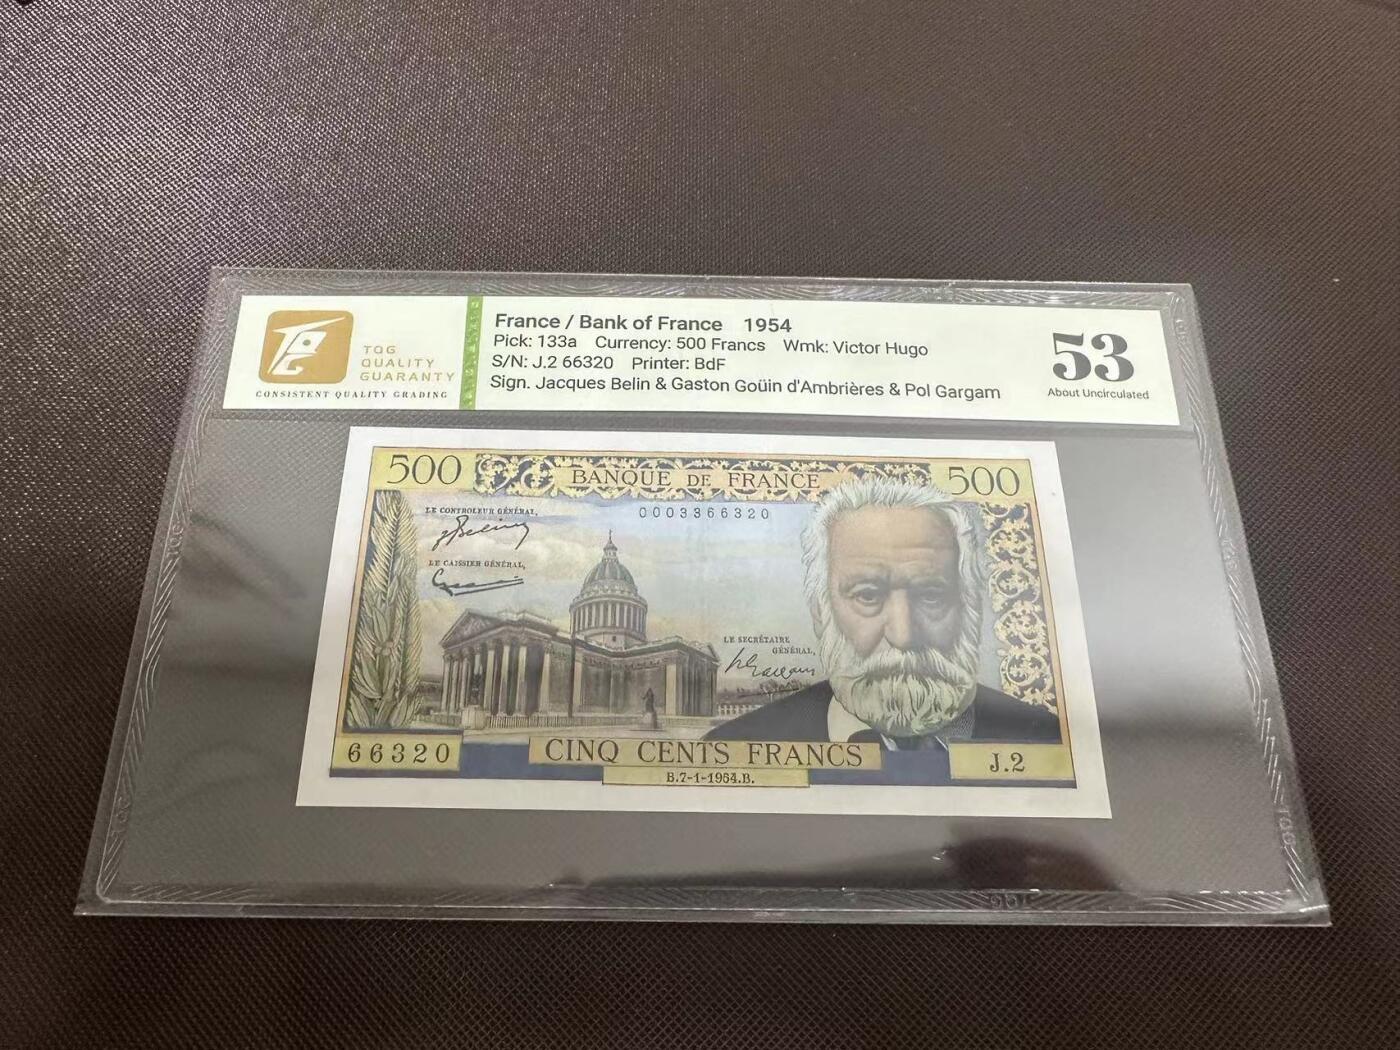 TQG
QUALITY
GUARANTY
CONSISTENT QUALITY GRADING
France / Bank of France 1954
Pick: 133a Currency: 500 Francs Wmk: Victor Hugo
S/N: J.2 66320 Printer: BdF
Sign. Jacques Belin & Gaston Goüin d'Ambrières & Pol Gargam
53
About Uncirculated
500 BANQUE DE FRANCE 500
LE CONTROLEUR GÉNÉRAL,
0003366320
LE CAISSIER GÉNÉRAL,
LE SECRÉTAIRE
GÉNÉRAL,
66320 CINQ CENTS FRANCS J.2
B.7-1-1954.B.